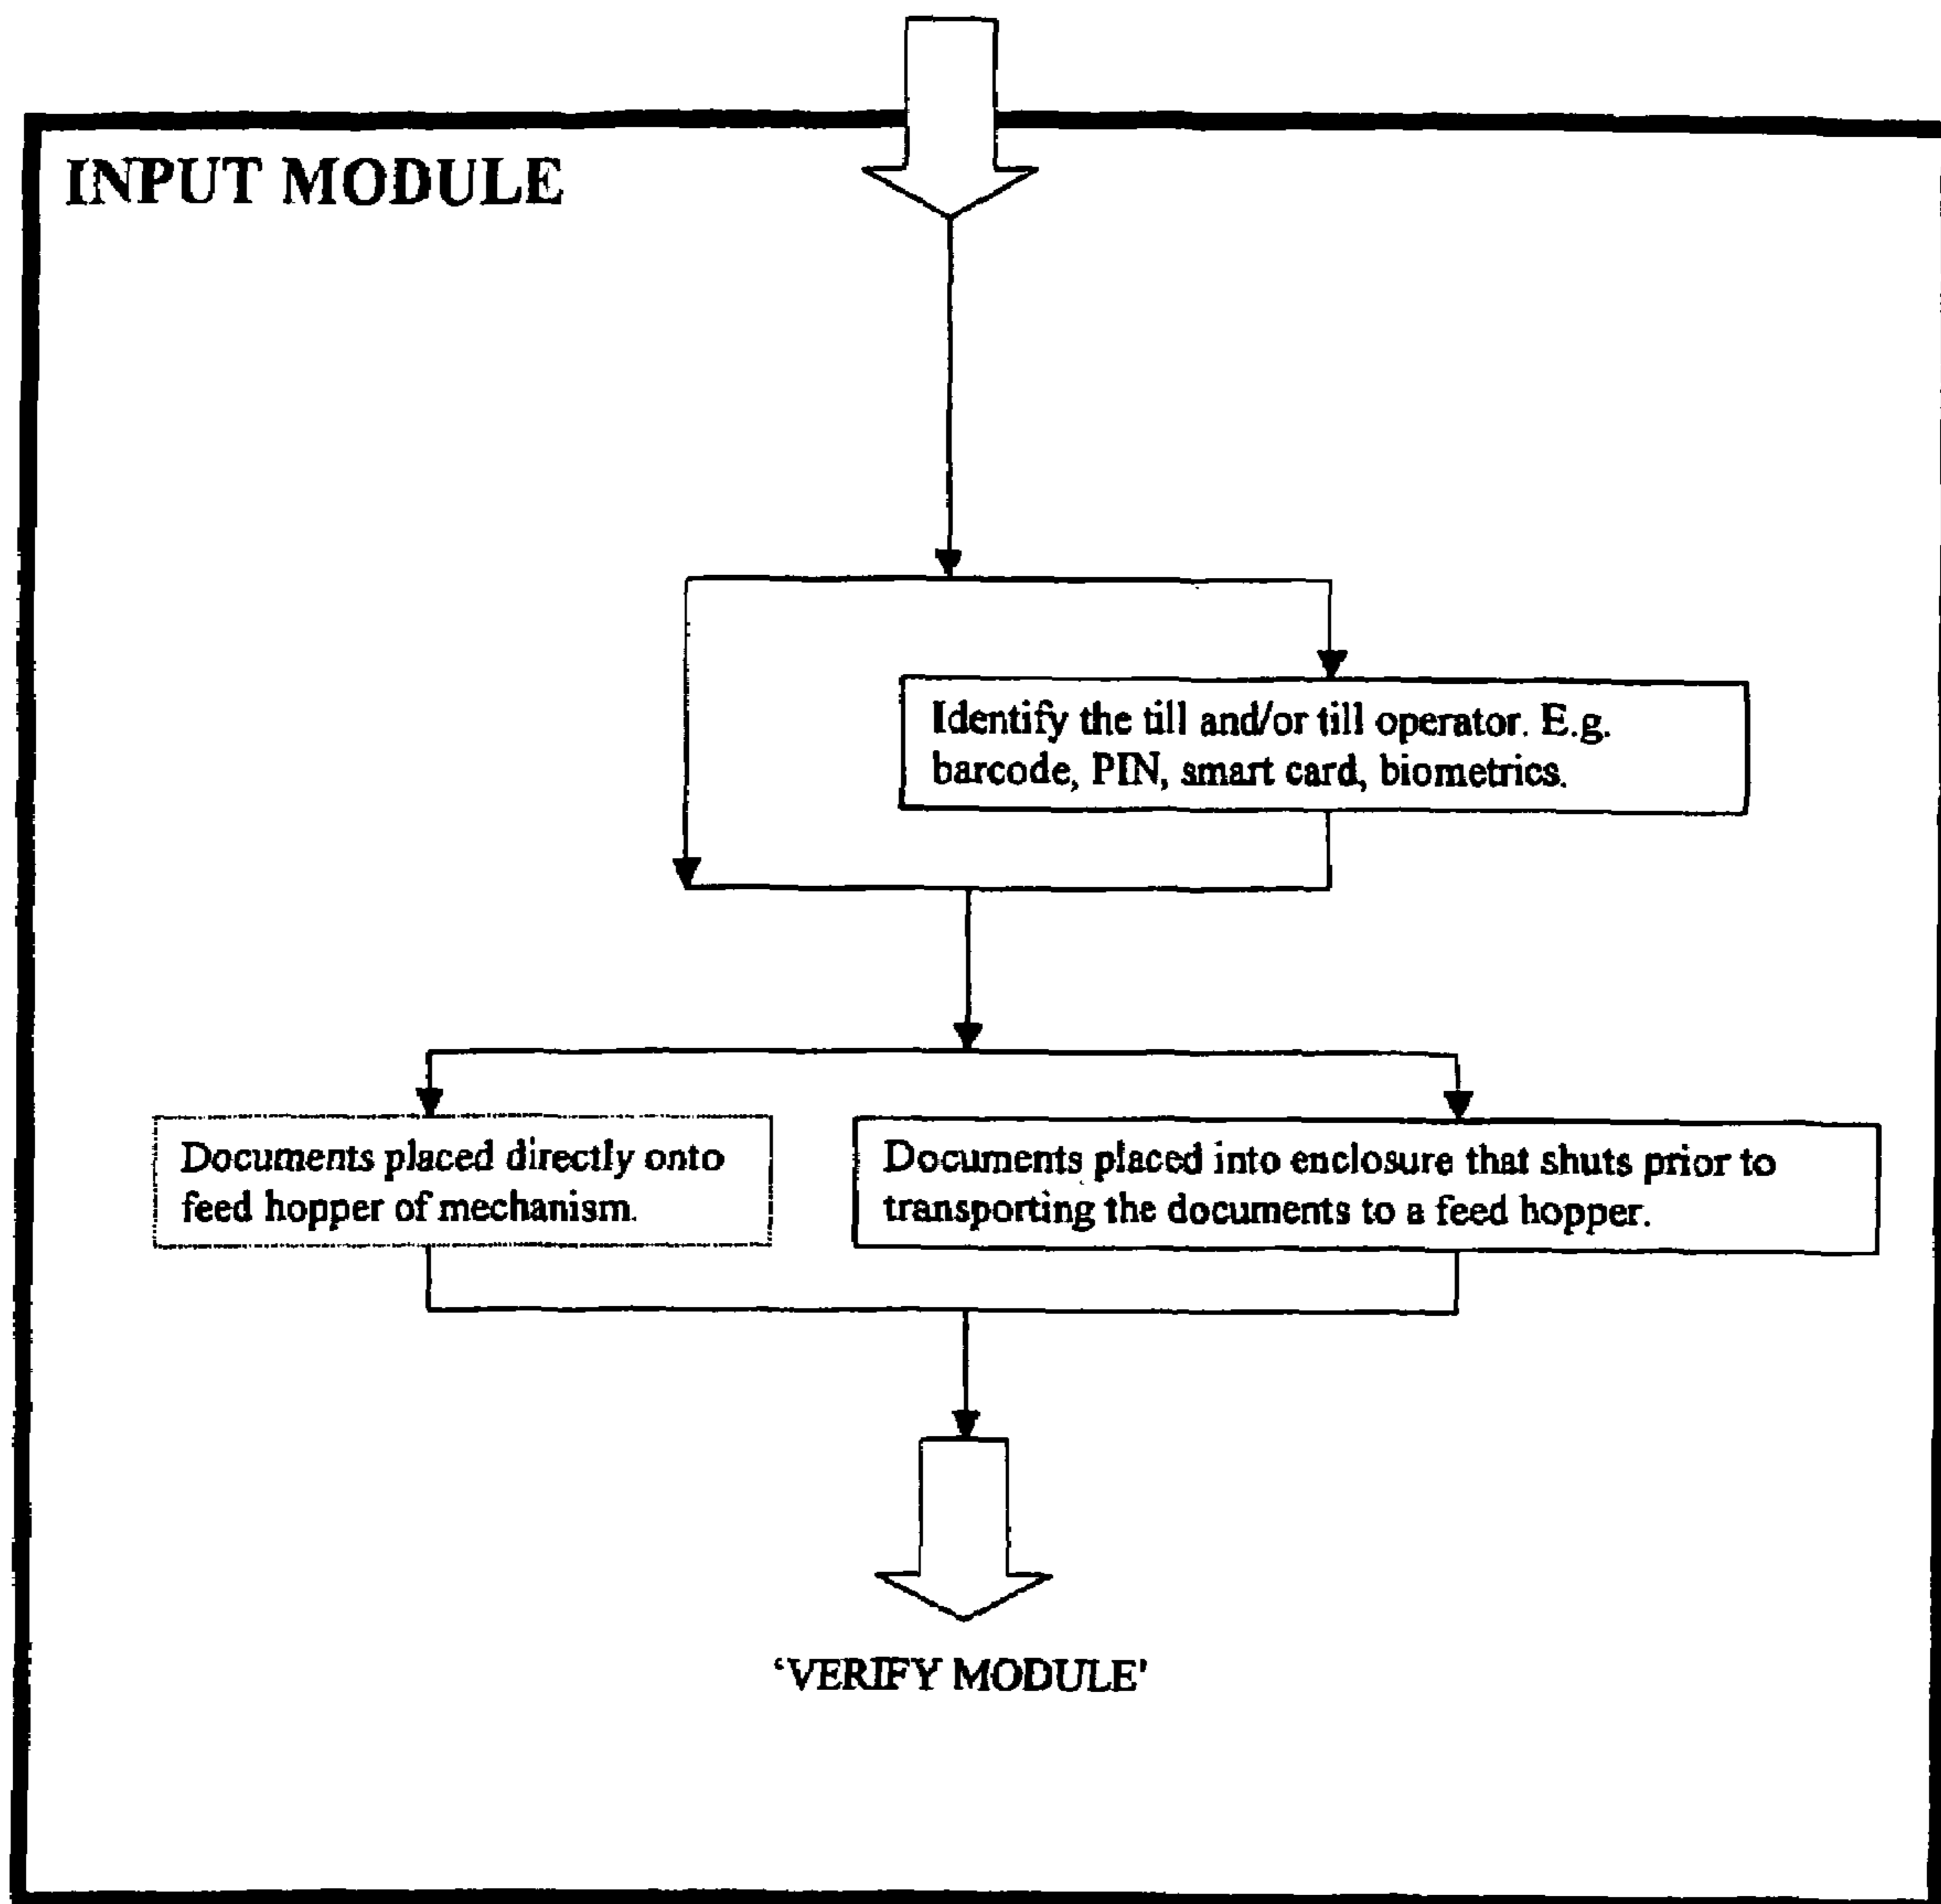 INPUT MODULE
Identify the till and/or till operator. E.g.
barcode, PIN, smart card, biometrics.
Documents placed directly onto
feed hopper of mechanism.
Documents placed into enclosure that shuts prior to
transporting the documents to a feed hopper.
‘VERIFY MODULE’